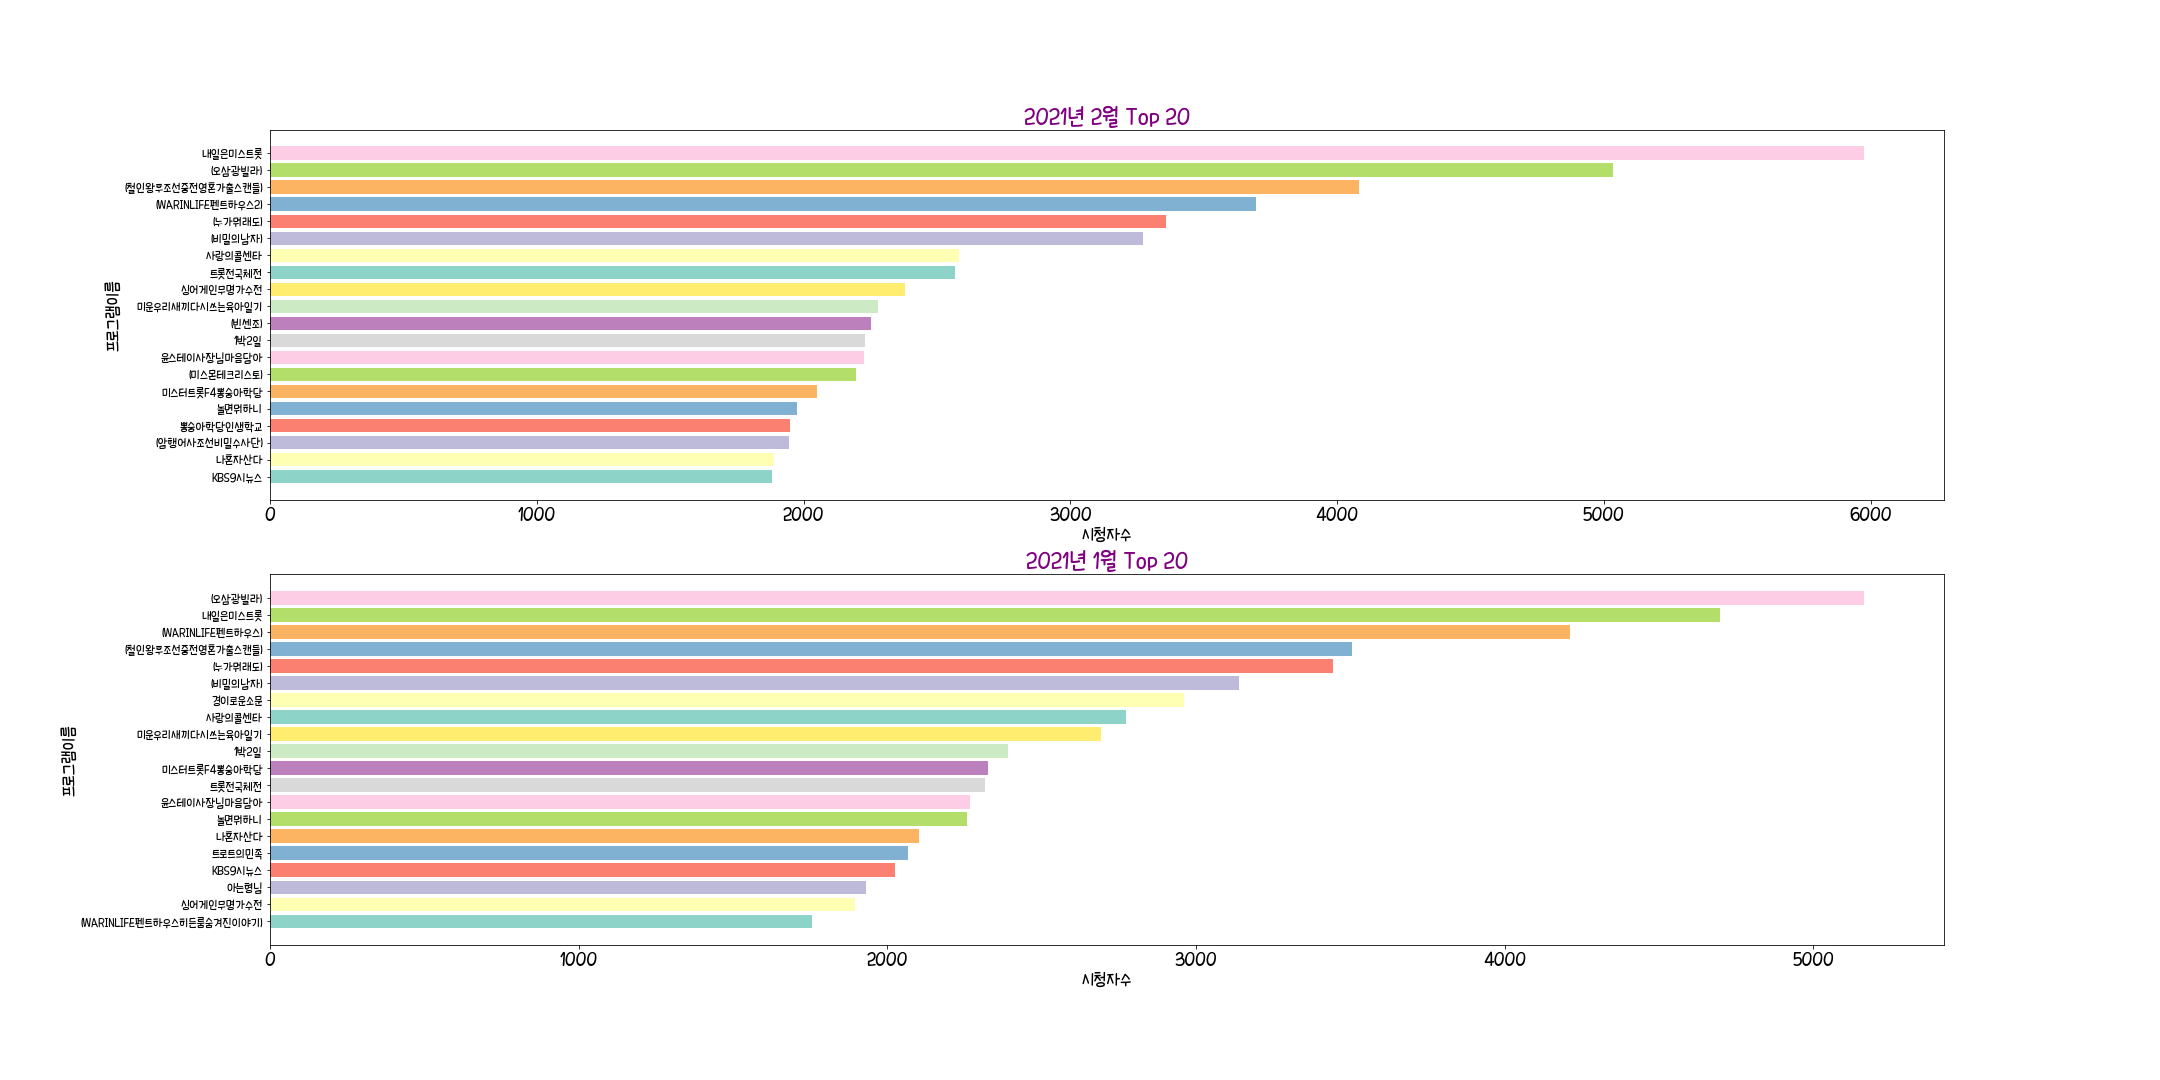 2021년 2월 Top 20
프로그램이름
내일은미스트롯
(오삼광빌라)
(철인왕후조선중전영혼가출스캔들)
(WARINLIFE펜트하우스2)
(누가뭐래도)
(비밀의남자)
사랑의콜센타
트롯전국체전
싱어게인무명가수전
미운우리새끼다시쓰는육아일기
(빈센조)
1박2일
윤스테이사장님마음담아
(미스몬테크리스토)
미스터트롯F4뽕숭아학당
놀면뭐하니
뽕숭아학당인생학교
(암행어사조선비밀수사단)
나혼자산다
KBS9시뉴스
0 1000 2000 3000 4000 5000 6000
시청자수
2021년 1월 Top 20
프로그램이름
(오삼광빌라)
내일은미스트롯
(WARINLIFE펜트하우스)
(철인왕후조선중전영혼가출스캔들)
(누가뭐래도)
(비밀의남자)
경이로운소문
사랑의콜센타
미운우리새끼다시쓰는육아일기
1박2일
미스터트롯F4뽕숭아학당
트롯전국체전
윤스테이사장님마음담아
놀면뭐하니
나혼자산다
트로트의민족
KBS9시뉴스
아는형님
싱어게인무명가수전
(WARINLIFE펜트하우스히든룸숨겨진이야기)
0 1000 2000 3000 4000 5000
시청자수